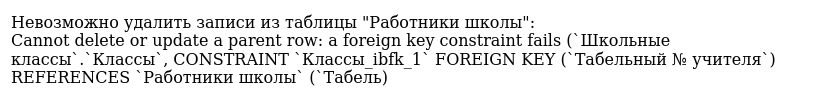 Невозможно удалить записи из таблицы "Работники школы":
Cannot delete or update a parent row: a foreign key constraint fails (`Школьные
классы`.`Классы`, CONSTRAINT `Классы_ibfk_1` FOREIGN KEY (`Табельный № учителя`)
REFERENCES `Работники школы` (`Табель)